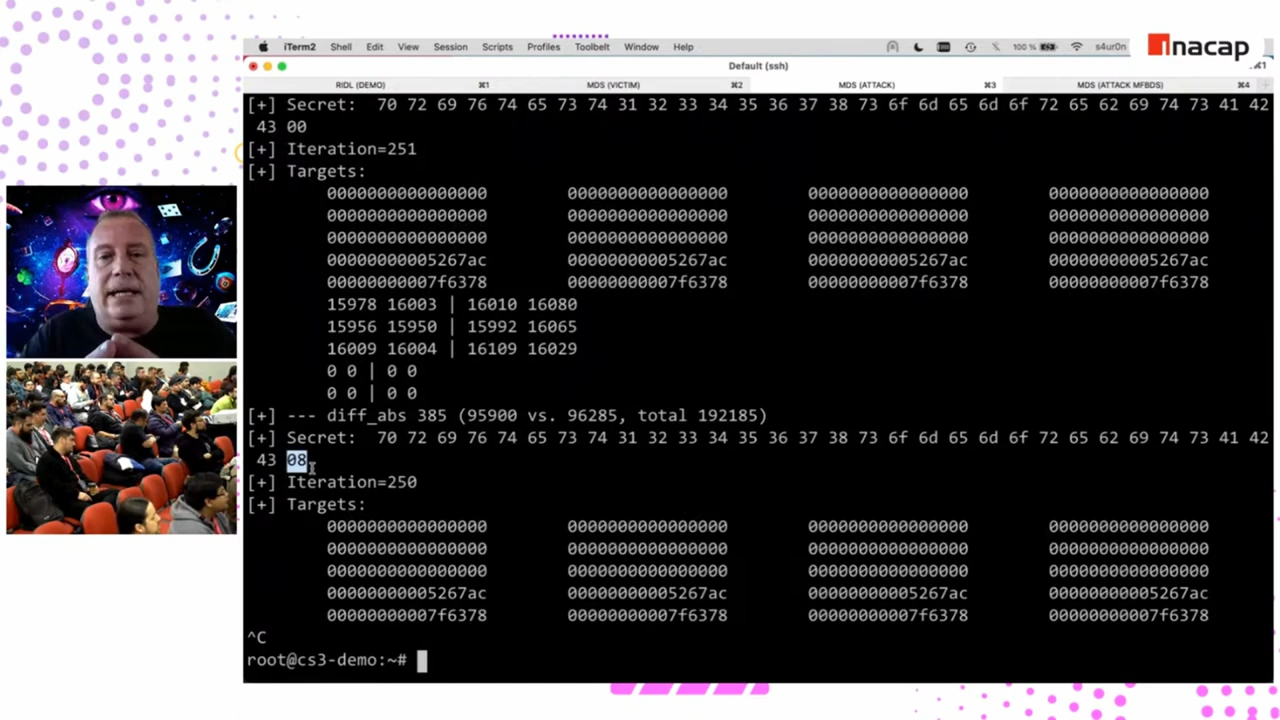 iTerm2 Shell Edit View Session Scripts Profiles Toolbelt Window Help 100 % s4ur0n
inacap
Default (ssh) ⌘1
RIDL (DEMO) ⌘1 MDS (VICTIM) ⌘2 MDS (ATTACK) ⌘3 MDS (ATTACK MFBDS) ⌘4
[+] Secret: 70 72 69 76 74 65 73 74 31 32 33 34 35 36 37 38 73 6f 6d 65 6d 6f 72 65 62 69 74 73 41 42
43 00
[+] Iteration=251
[+] Targets:
0000000000000000 0000000000000000 0000000000000000 0000000000000000
0000000000000000 0000000000000000 0000000000000000 0000000000000000
0000000000000000 0000000000000000 0000000000000000 0000000000000000
00000000005267ac 00000000005267ac 00000000005267ac 00000000005267ac
00000000007f6378 00000000007f6378 00000000007f6378 00000000007f6378
15978 16003 | 16010 16080
15956 15950 | 15992 16065
16009 16004 | 16109 16029
0 0 | 0 0
0 0 | 0 0
[+] --- diff_abs 385 (95900 vs. 96285, total 192185)
[+] Secret: 70 72 69 76 74 65 73 74 31 32 33 34 35 36 37 38 73 6f 6d 65 6d 6f 72 65 62 69 74 73 41 42
43 08
[+] Iteration=250
[+] Targets:
0000000000000000 0000000000000000 0000000000000000 0000000000000000
0000000000000000 0000000000000000 0000000000000000 0000000000000000
0000000000000000 0000000000000000 0000000000000000 0000000000000000
00000000005267ac 00000000005267ac 00000000005267ac 00000000005267ac
00000000007f6378 00000000007f6378 00000000007f6378 00000000007f6378
^C
root@cs3-demo:~#